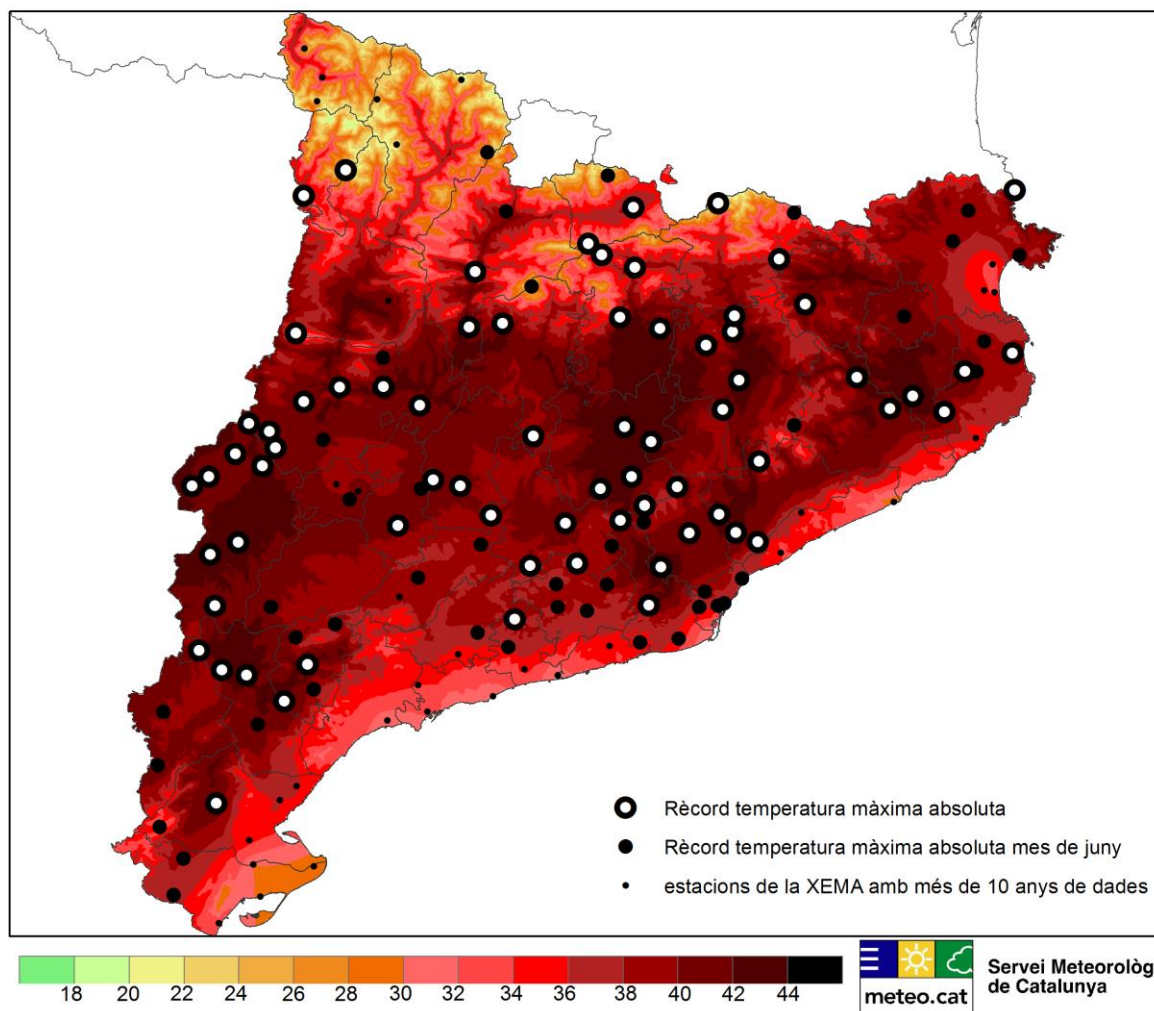 Rècord temperatura màxima absoluta
Rècord temperatura màxima absoluta mes de juny
estacions de la XEMA amb més de 10 anys de dades
18 20 22 24 26 28 30 32 34 36 38 40 42 44
meteo.cat
Servei Meteorològ
de Catalunya